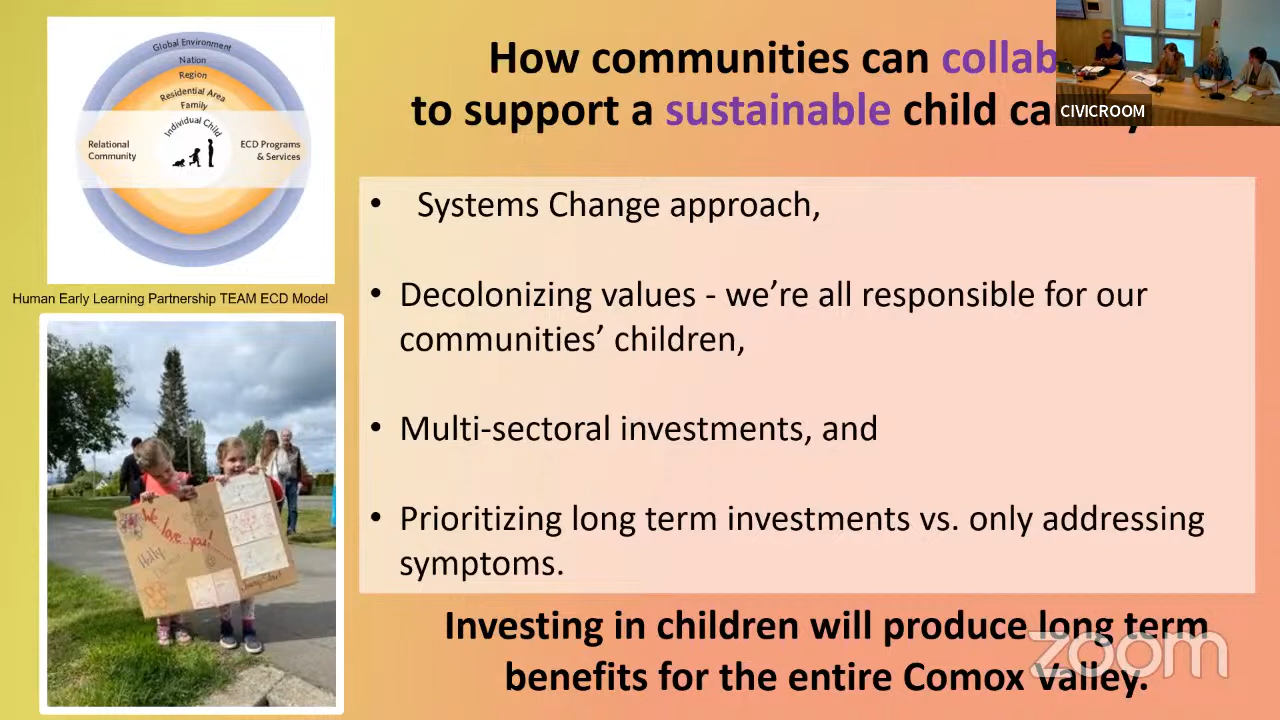 How communities can collab
to support a sustainable child ca
CIVICROOM
Global Environment
Nation
Region
Residential Area
Family
Individual Child
Relational
Community
ECD Programs
& Services
Human Early Learning Partnership TEAM ECD Model
• Systems Change approach,
• Decolonizing values - we’re all responsible for our
communities’ children,
• Multi-sectoral investments, and
• Prioritizing long term investments vs. only addressing
symptoms.
We
love...you!
Holly
Investing in children will produce long term
benefits for the entire Comox Valley.
zoom